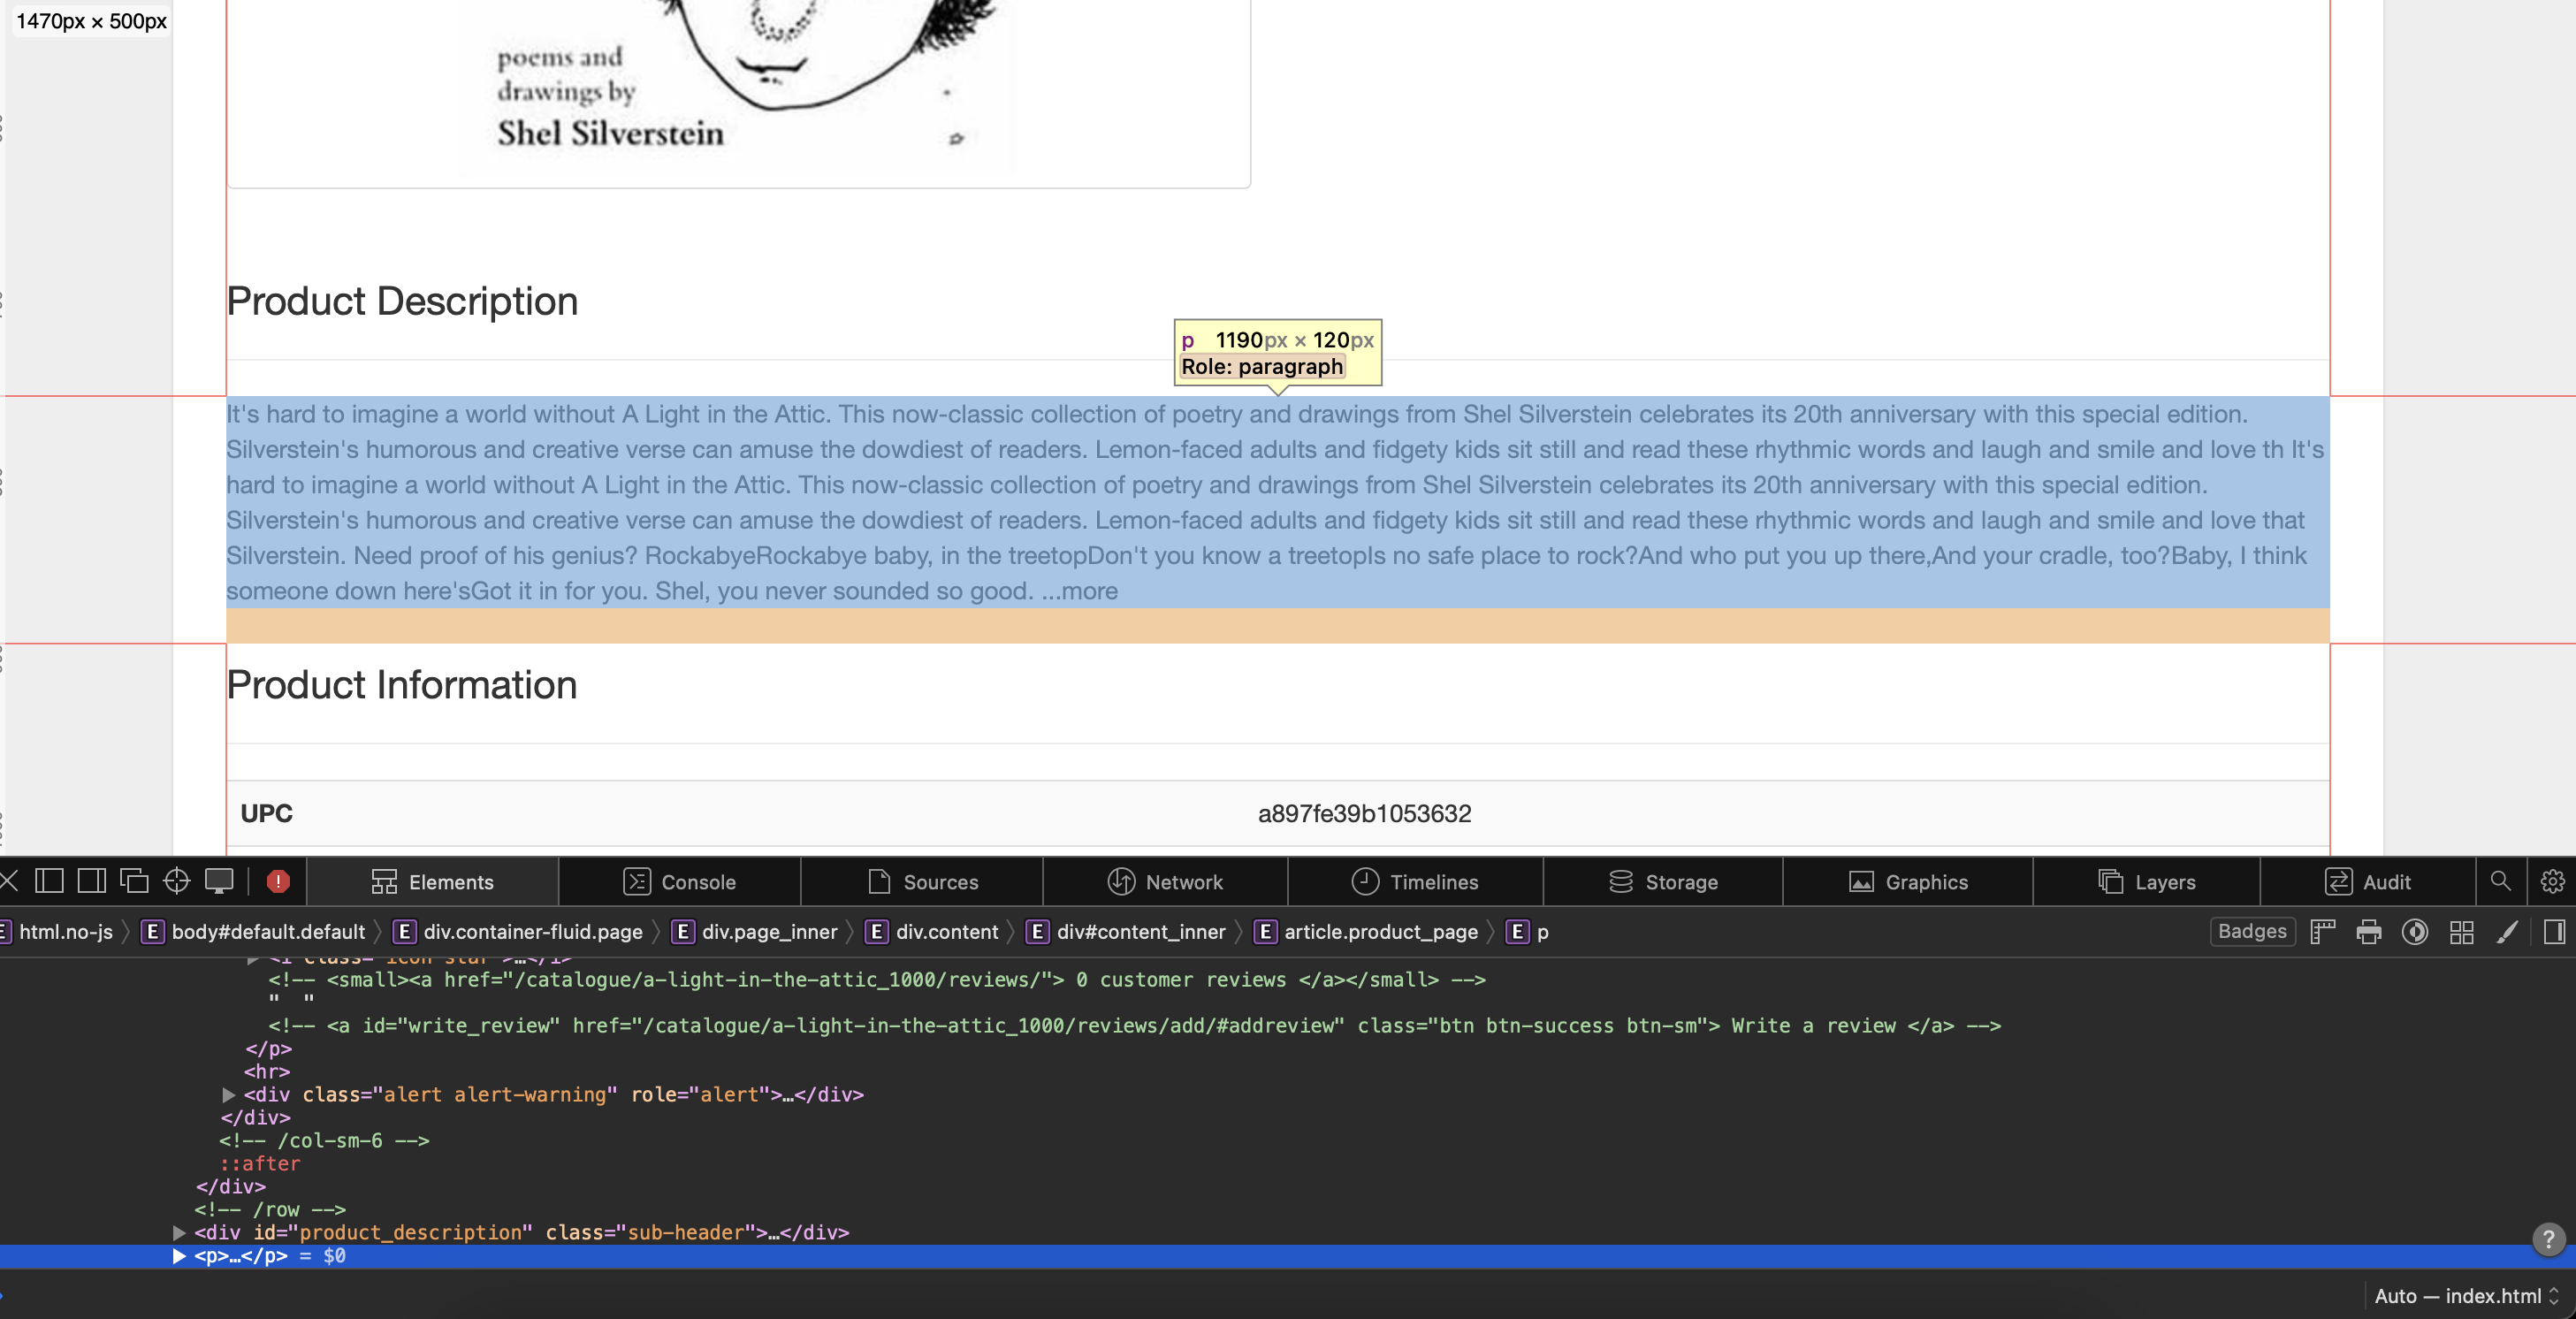 1470px × 500px
poems and
drawings by
Shel Silverstein
Product Description
p 1190px × 120px
Role: paragraph
It's hard to imagine a world without A Light in the Attic. This now-classic collection of poetry and drawings from Shel Silverstein celebrates its 20th anniversary with this special edition.
Silverstein's humorous and creative verse can amuse the dowdiest of readers. Lemon-faced adults and fidgety kids sit still and read these rhythmic words and laugh and smile and love th It's
hard to imagine a world without A Light in the Attic. This now-classic collection of poetry and drawings from Shel Silverstein celebrates its 20th anniversary with this special edition.
Silverstein's humorous and creative verse can amuse the dowdiest of readers. Lemon-faced adults and fidgety kids sit still and read these rhythmic words and laugh and smile and love that
Silverstein. Need proof of his genius? RockabyeRockabye baby, in the treetopDon't you know a treetopIs no safe place to rock?And who put you up there,And your cradle, too?Baby, I think
someone down here'sGot it in for you. Shel, you never sounded so good. ...more
Product Information
UPC a897fe39b1053632
Elements Console Sources Network Timelines Storage Graphics Layers Audit
E html.no-js E body#default.default E div.container-fluid.page E div.page_inner E div.content E div#content_inner E article.product_page E p Badges
<!-- <small><a href="/catalogue/a-light-in-the-attic_1000/reviews/"> 0 customer reviews </a></small> -->
" "
<!-- <a id="write_review" href="/catalogue/a-light-in-the-attic_1000/reviews/add/#addreview" class="btn btn-success btn-sm"> Write a review </a> -->
</p>
<hr>
<div class="alert alert-warning" role="alert">…</div>
</div>
<!-- /col-sm-6 -->
::after
</div>
<!-- /row -->
<div id="product_description" class="sub-header">…</div>
<p>…</p> = $0
?
Auto — index.html